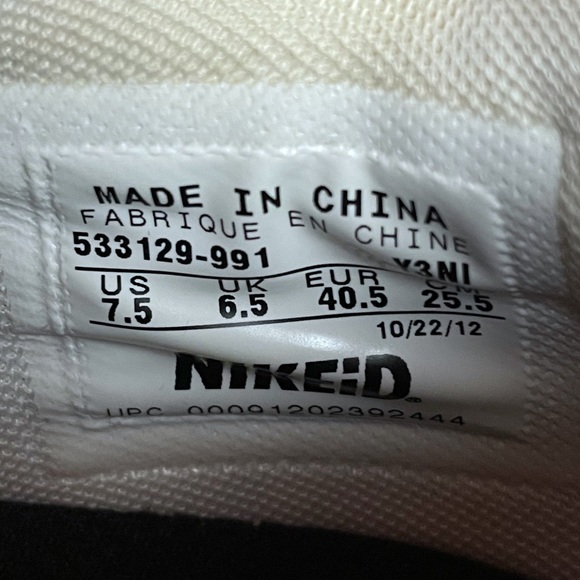 MADE IN CHINA
FABRIQUE EN CHINE
533129-991 Y3NI
US UK EUR CM
7.5 6.5 40.5 25.5
10/22/12
NIKEiD®
UPC 00091202392444